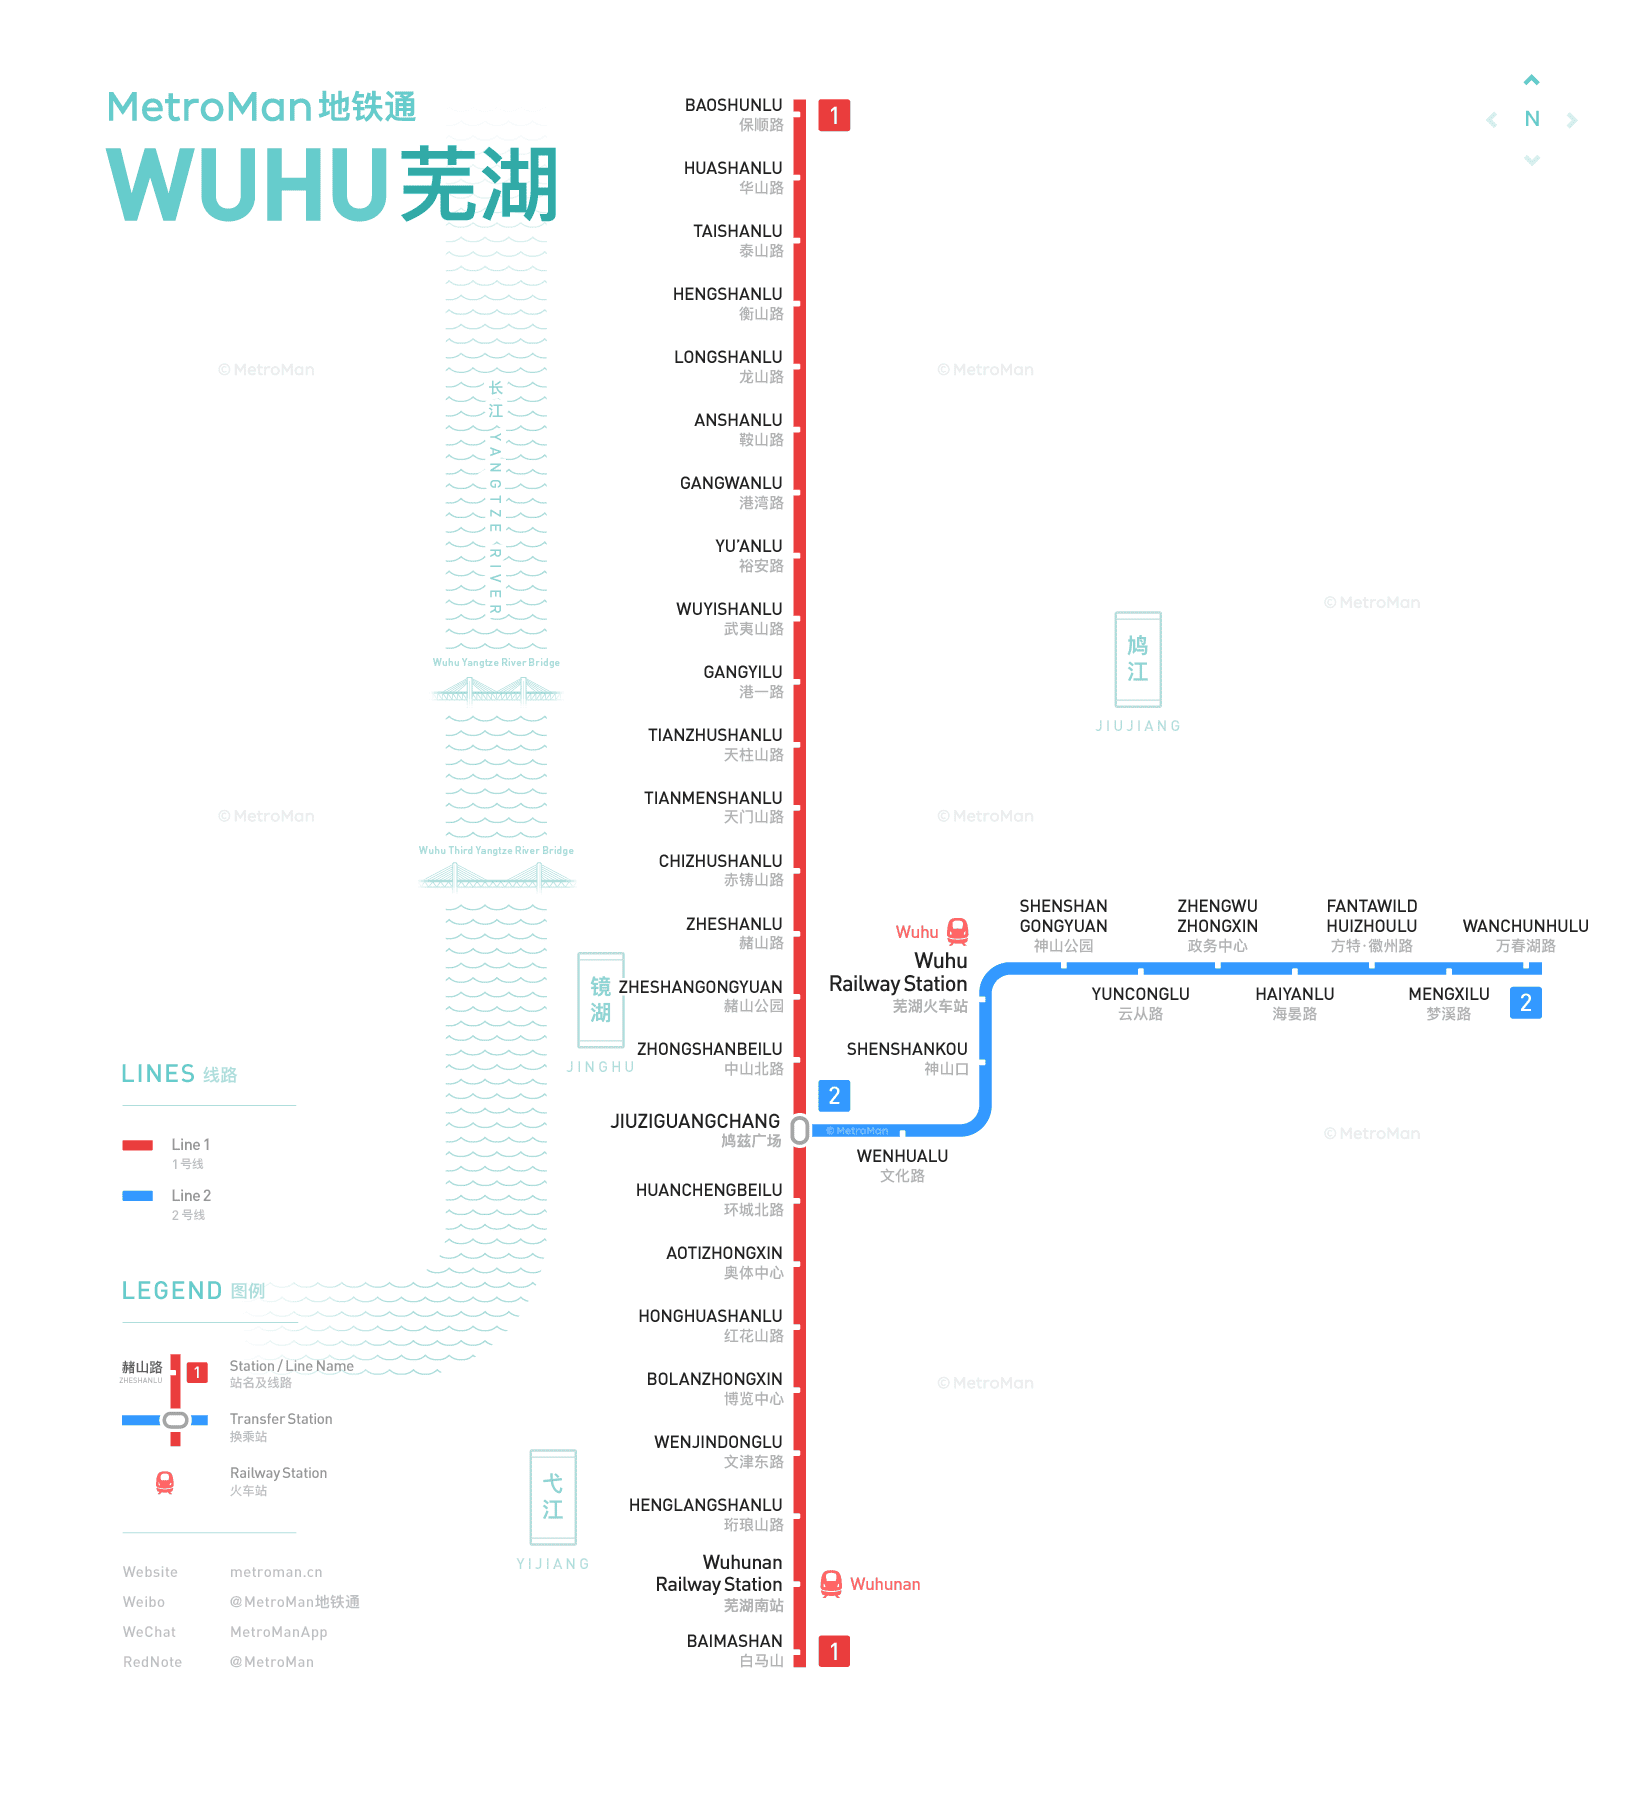 MetroMan 地铁通
WUHU 芜湖
N
BAOSHUNLU
保顺路
1
HUASHANLU
华山路
TAISHANLU
泰山路
HENGSHANLU
衡山路
LONGSHANLU
龙山路
ANSHANLU
鞍山路
GANGWANLU
港湾路
YU’ANLU
裕安路
WUYISHANLU
武夷山路
GANGYILU
港一路
TIANZHUSHANLU
天柱山路
TIANMENSHANLU
天门山路
CHIZHUSHANLU
赤铸山路
ZHESHANLU
赭山路
ZHESHANGONGYUAN
赭山公园
ZHONGSHANBEILU
中山北路
JIUZIGUANGCHANG
鸠兹广场
HUANCHENGBEILU
环城北路
AOTIZHONGXIN
奥体中心
HONGHUASHANLU
红花山路
BOLANZHONGXIN
博览中心
WENJINDONGLU
文津东路
HENGLANGSHANLU
珩琅山路
Wuhunan
Railway Station
芜湖南站
Wuhunan
BAIMASHAN
白马山
1
2
WENHUALU
文化路
SHENSHANKOU
神山口
Wuhu
Wuhu
Railway Station
芜湖火车站
SHENSHAN
GONGYUAN
神山公园
YUNCONGLU
云从路
ZHENGWU
ZHONGXIN
政务中心
HAIYANLU
海晏路
FANTAWILD
HUIZHOULU
方特·徽州路
MENGXILU
梦溪路
WANCHUNHULU
万春湖路
2
长江 YANGTZE RIVER
Wuhu Yangtze River Bridge
Wuhu Third Yangtze River Bridge
鸠江
JIUJIANG
镜湖
JINGHU
弋江
YIJIANG
© MetroMan
© MetroMan
© MetroMan
© MetroMan
© MetroMan
© MetroMan
© MetroMan
© MetroMan
LINES 线路
Line 1
1 号线
Line 2
2 号线
LEGEND 图例
赭山路
ZHESHANLU
1
Station / Line Name
站名及线路
Transfer Station
换乘站
Railway Station
火车站
Website metroman.cn
Weibo @MetroMan地铁通
WeChat MetroManApp
RedNote @MetroMan